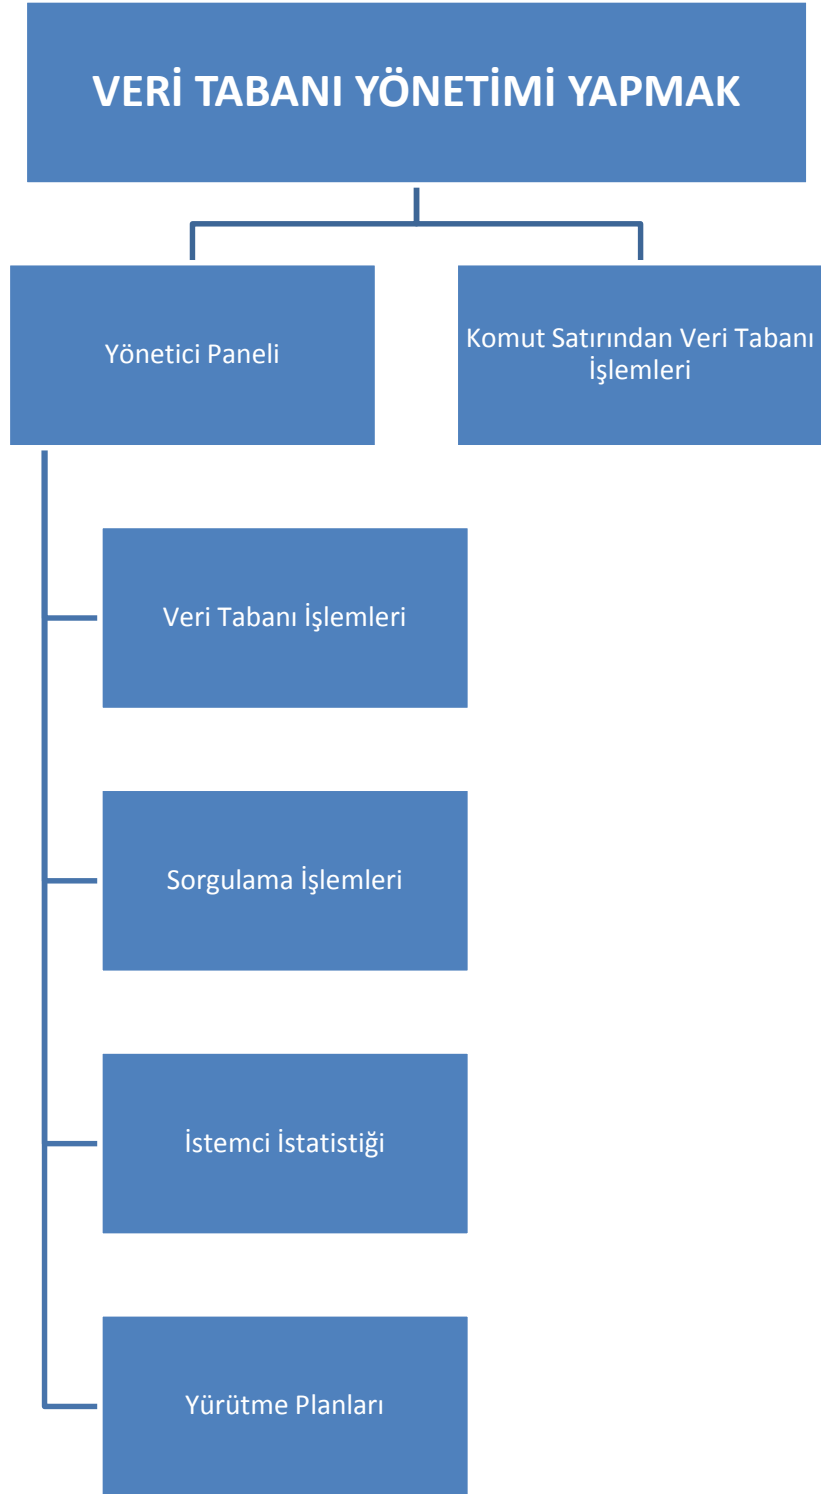 VERİ TABANI YÖNETİMİ YAPMAK
Yönetici Paneli
Komut Satırından Veri Tabanı
İşlemleri
Veri Tabanı İşlemleri
Sorgulama İşlemleri
İstemci İstatistiği
Yürütme Planları